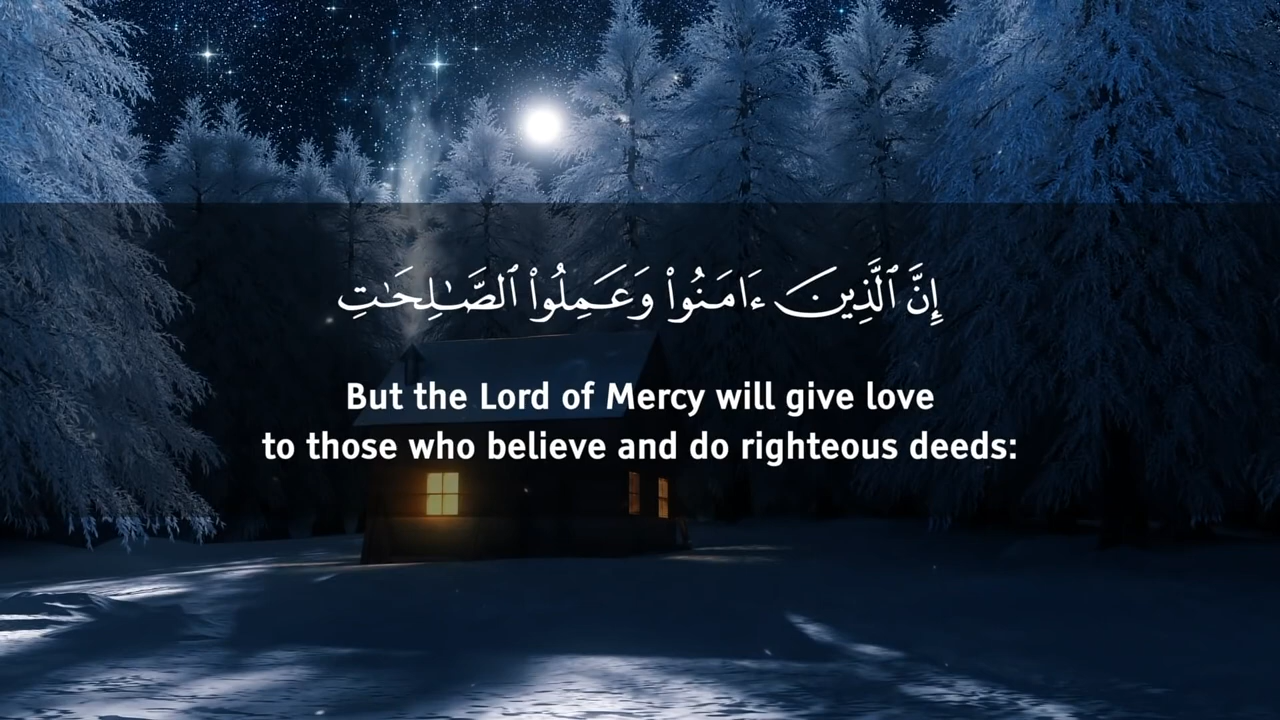 إِنَّ ٱلَّذِينَ ءَامَنُوا۟ وَعَمِلُوا۟ ٱلصَّـٰلِحَـٰتِ
But the Lord of Mercy will give love
to those who believe and do righteous deeds: